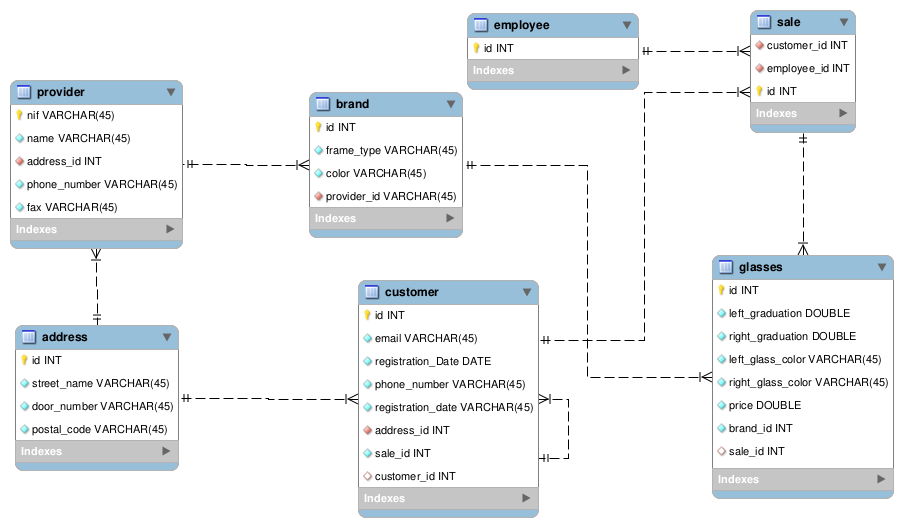 employee
id INT
Indexes
sale
customer_id INT
employee_id INT
id INT
Indexes
provider
nif VARCHAR(45)
name VARCHAR(45)
address_id INT
phone_number VARCHAR(45)
fax VARCHAR(45)
Indexes
brand
id INT
frame_type VARCHAR(45)
color VARCHAR(45)
provider_id VARCHAR(45)
Indexes
glasses
id INT
left_graduation DOUBLE
right_graduation DOUBLE
left_glass_color VARCHAR(45)
right_glass_color VARCHAR(45)
price DOUBLE
brand_id INT
sale_id INT
Indexes
customer
id INT
email VARCHAR(45)
registration_Date DATE
phone_number VARCHAR(45)
registration_date VARCHAR(45)
address_id INT
sale_id INT
customer_id INT
Indexes
address
id INT
street_name VARCHAR(45)
door_number VARCHAR(45)
postal_code VARCHAR(45)
Indexes